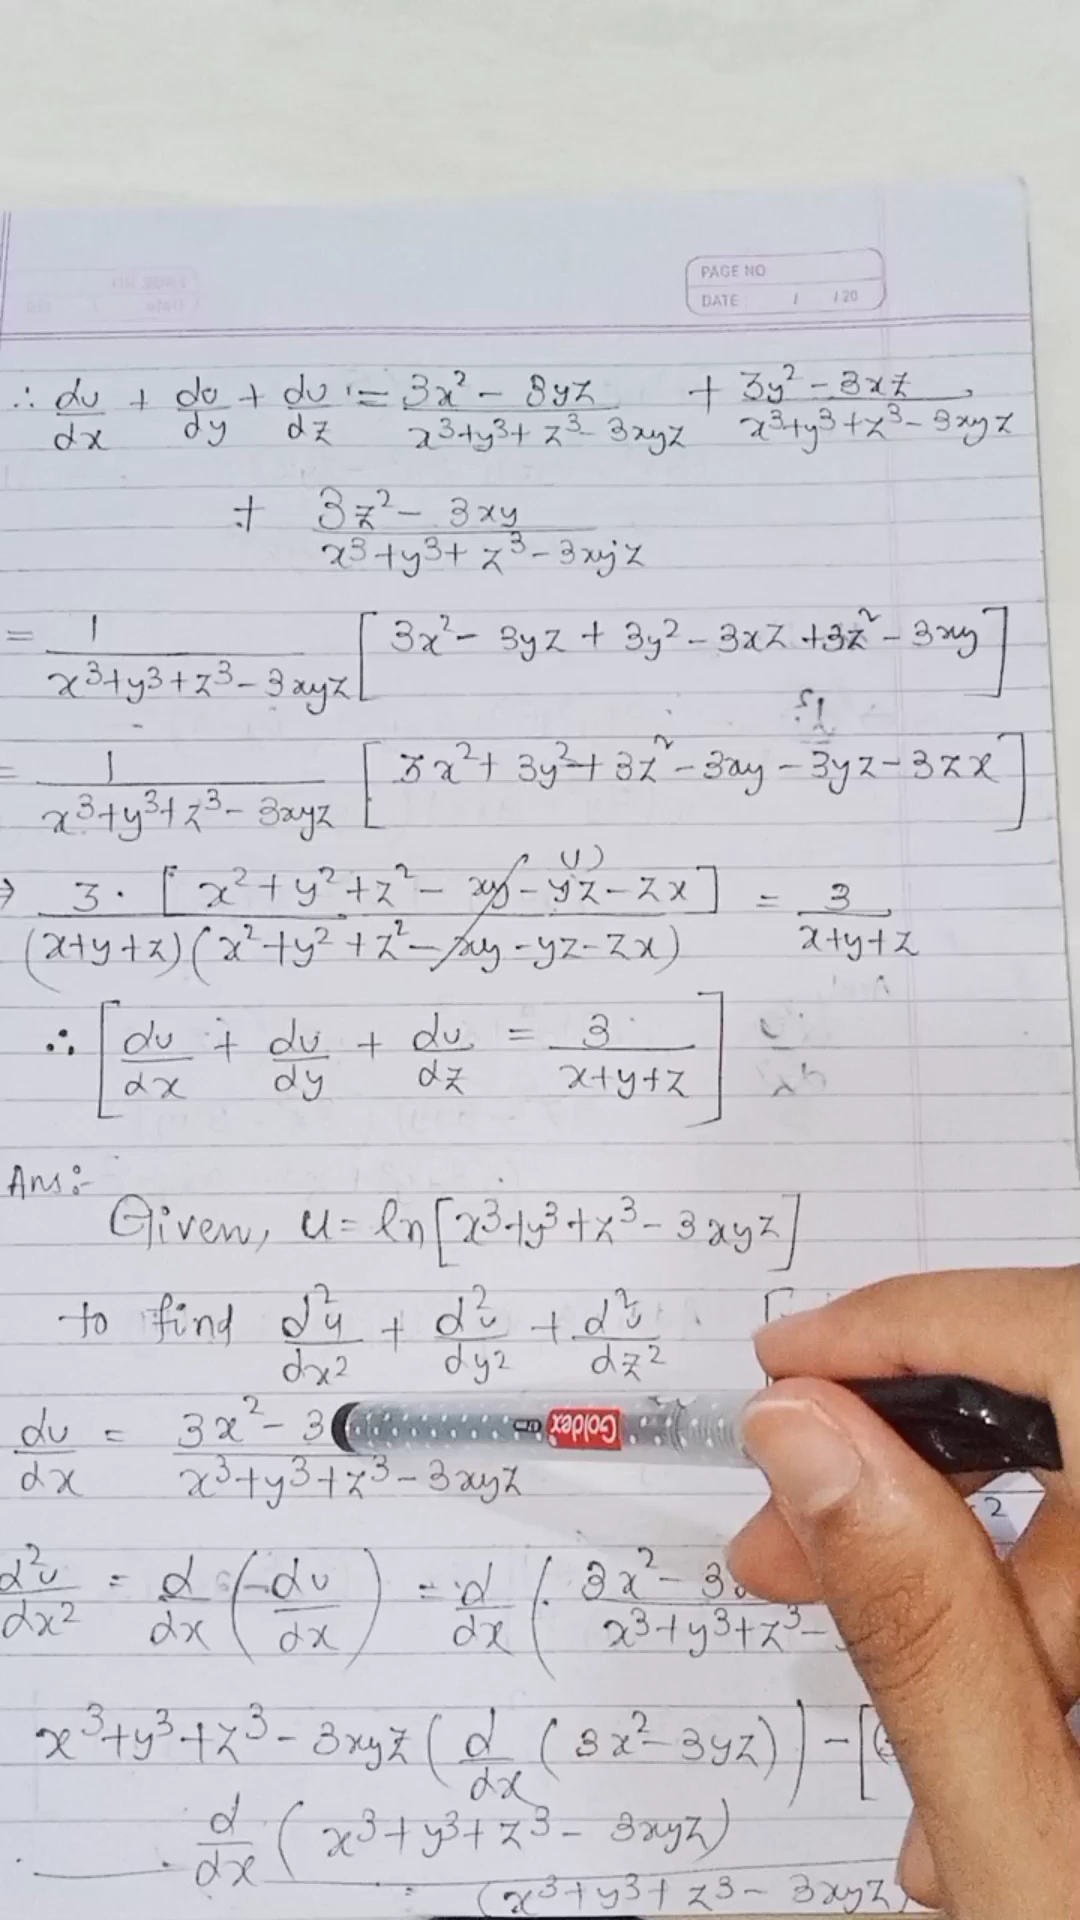 PAGE NO
DATE : / / 20
∴ du/dx + du/dy + du/dz = 3x² - 3yz / x³+y³+z³-3xyz + 3y² - 3xz / x³+y³+z³-3xyz
+ 3z² - 3xy / x³+y³+z³-3xyz
= 1 / x³+y³+z³-3xyz [3x² - 3yz + 3y² - 3xz + 3z² - 3xy]
= 1 / x³+y³+z³-3xyz [3x² + 3y² + 3z² - 3xy - 3yz - 3zx]
⇒ 3 · [x² + y² + z² - xy - yz - zx] / (x+y+z)(x²+y²+z²-xy-yz-zx) = 3 / x+y+z
∴ [du/dx + du/dy + du/dz = 3 / x+y+z]
Ans:-
Given, u = ln[x³+y³+z³-3xyz]
to find d²u/dx² + d²u/dy² + d²u/dz²
du/dx = 3x² - 3 / x³+y³+z³-3xyz
Goldex
d²u/dx² = d/dx (du/dx) = d/dx (3x² - 3 / x³+y³+z³-
x³+y³+z³-3xyz (d/dx (3x²-3yz)) - [
d/dx (x³+y³+z³-3xyz)
(x³+y³+z³-3xyz)